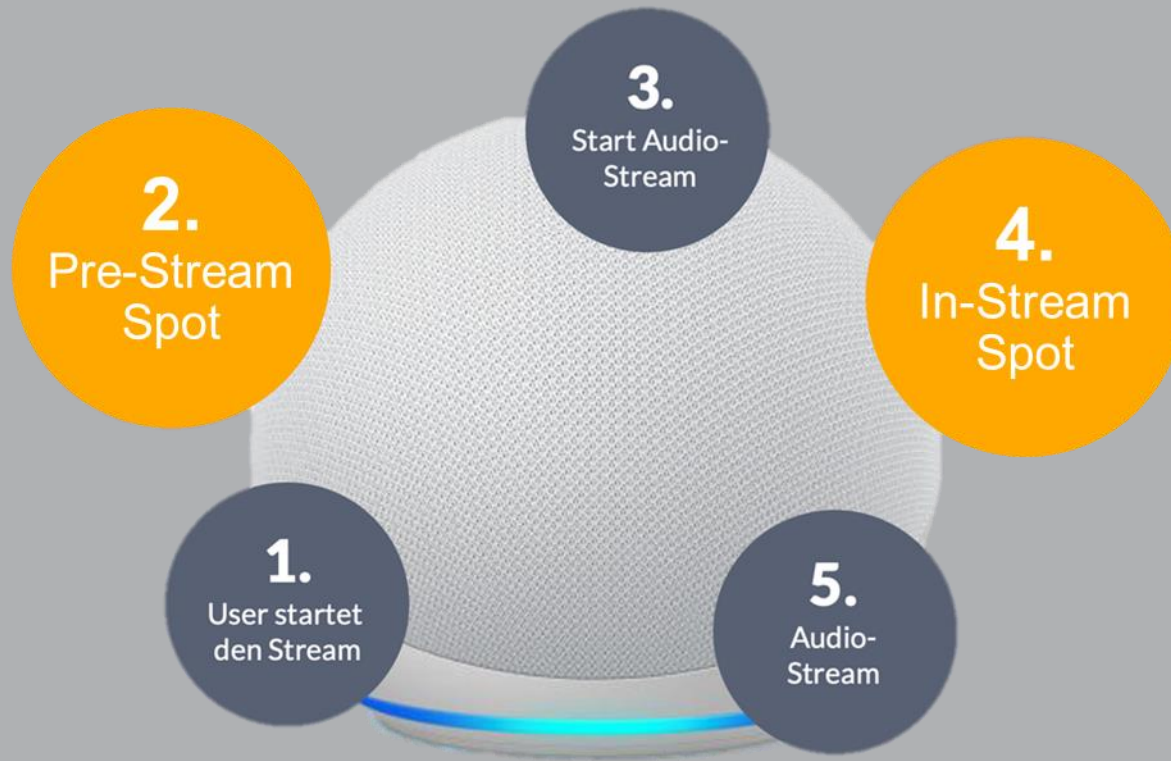 1.
User startet
den Stream
2.
Pre-Stream
Spot
3.
Start Audio-
Stream
4.
In-Stream
Spot
5.
Audio-
Stream